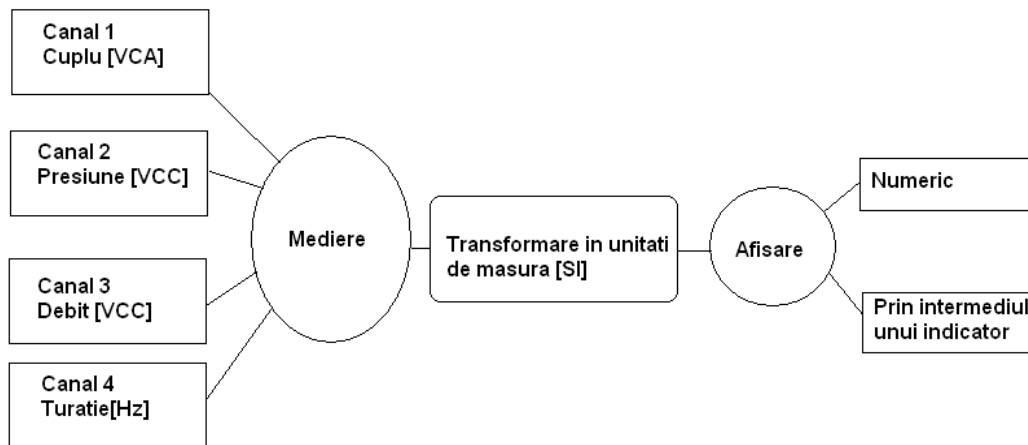 Canal 1
Cuplu [VCA]
Canal 2
Presiune [VCC]
Canal 3
Debit [VCC]
Canal 4
Turatie[Hz]
Mediere
Transformare in unitati
de masura [SI]
Afisare
Numeric
Prin intermediul
unui indicator